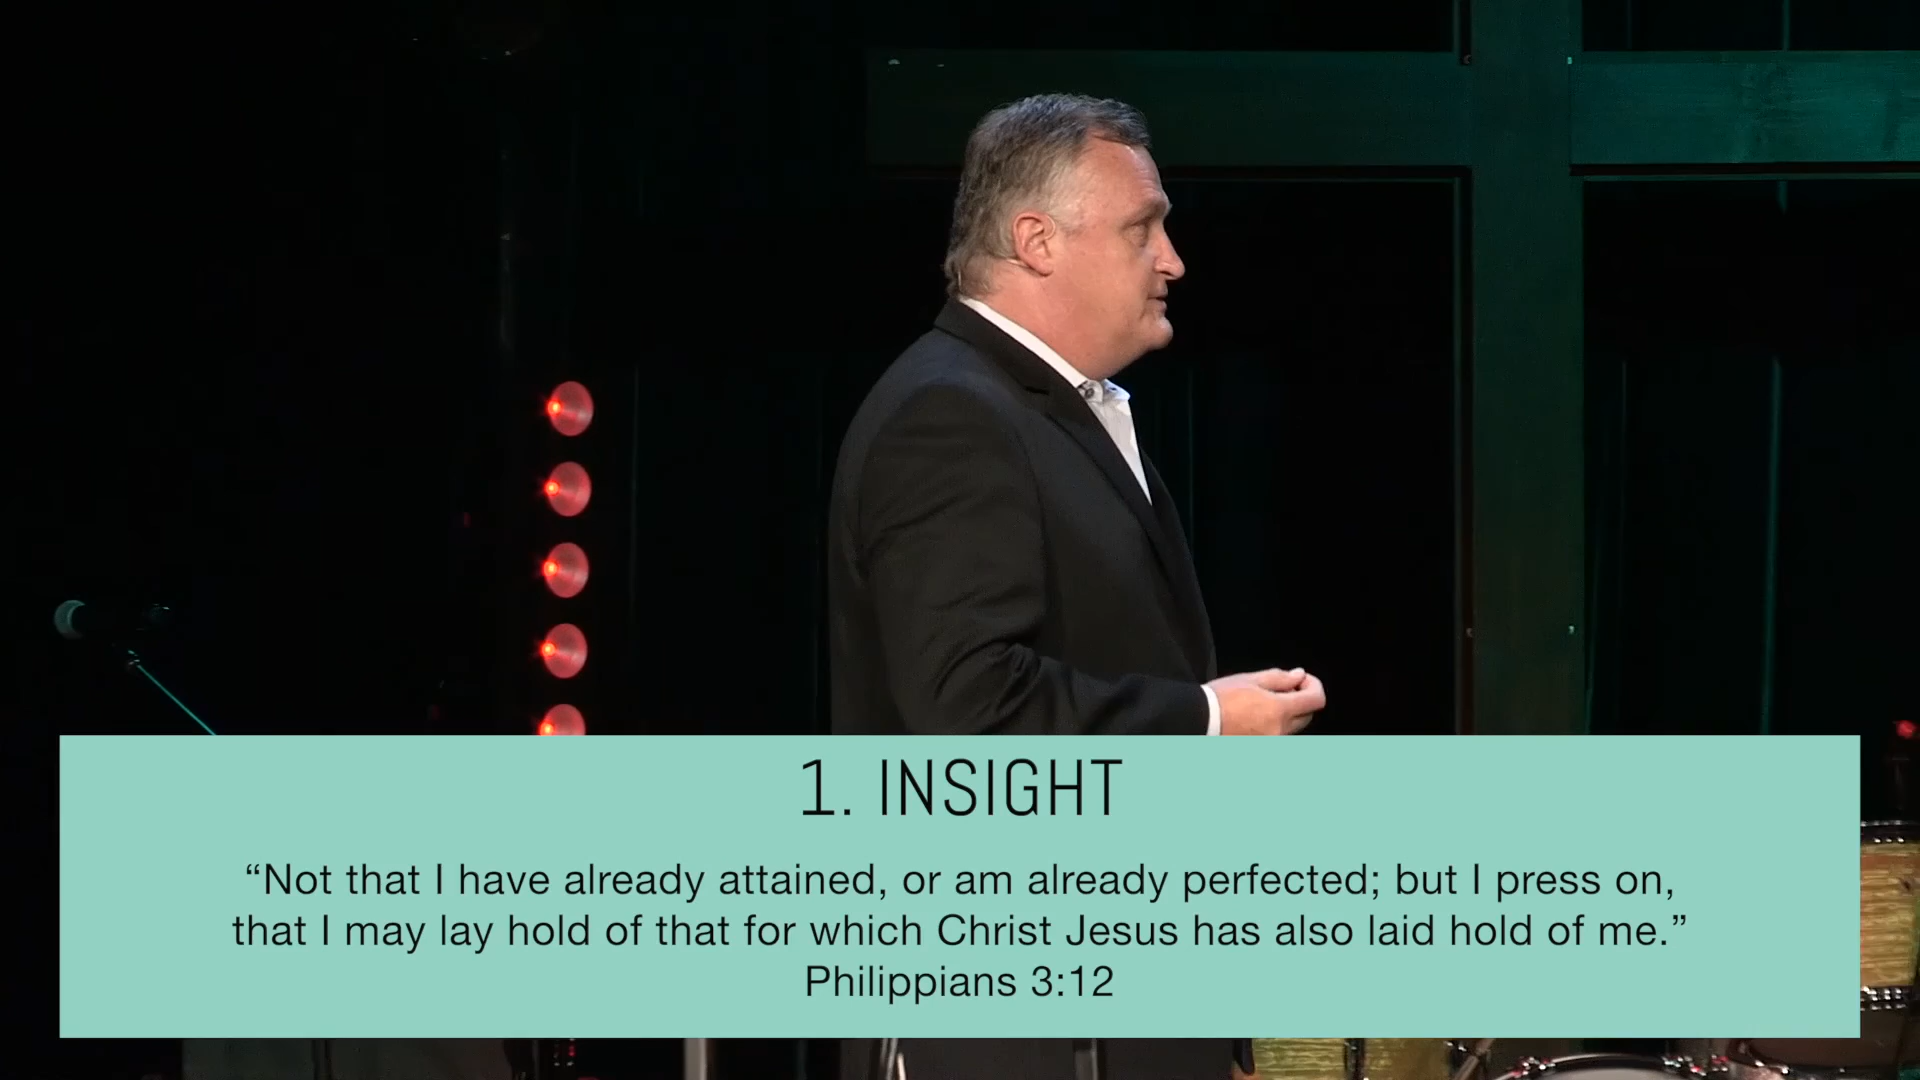 1. INSIGHT
“Not that I have already attained, or am already perfected; but I press on,
that I may lay hold of that for which Christ Jesus has also laid hold of me.”
Philippians 3:12